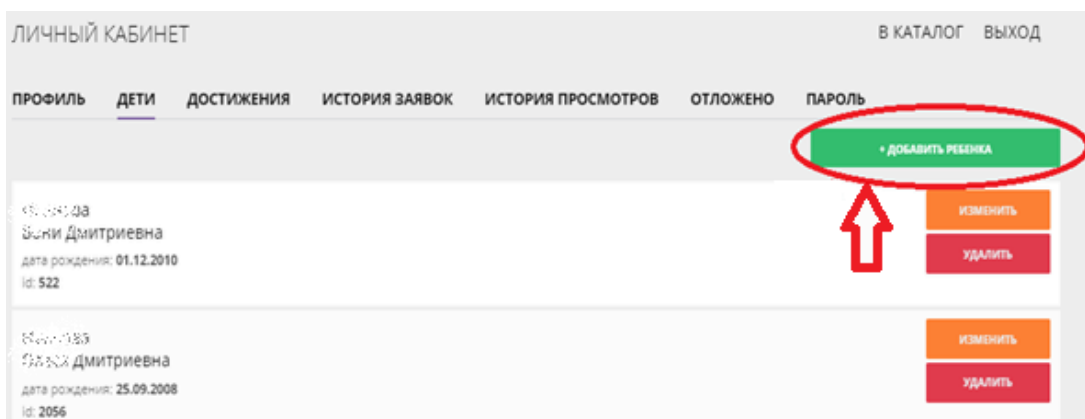 ЛИЧНЫЙ КАБИНЕТ В КАТАЛОГ ВЫХОД
ПРОФИЛЬ ДЕТИ ДОСТИЖЕНИЯ ИСТОРИЯ ЗАЯВОК ИСТОРИЯ ПРОСМОТРОВ ОТЛОЖЕНО ПАРОЛЬ
+ ДОБАВИТЬ РЕБЕНКА
ИЗМЕНИТЬ
Дмитриевна
УДАЛИТЬ
дата рождения: 01.12.2010
id: 522
ИЗМЕНИТЬ
Дмитриевна
УДАЛИТЬ
дата рождения: 25.09.2008
id: 2056